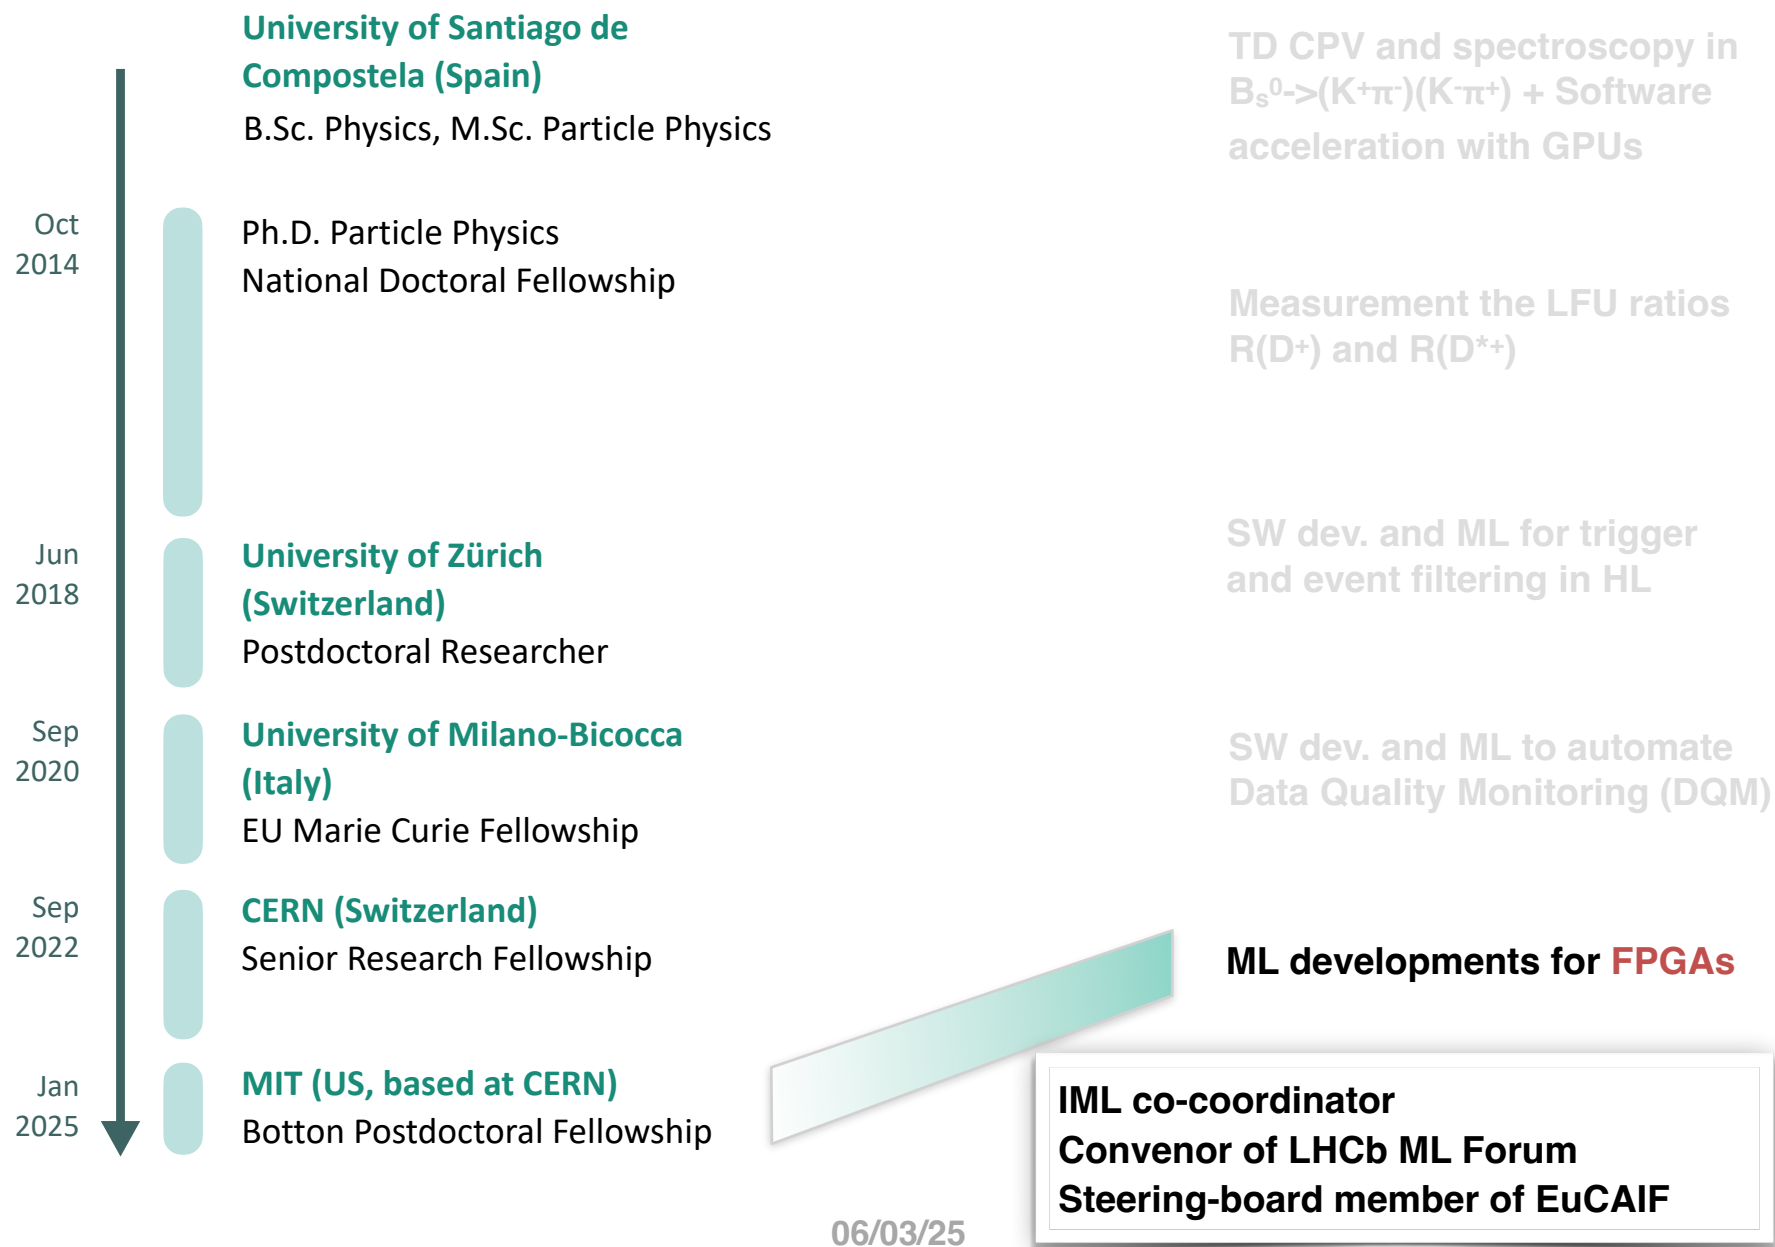 University of Santiago de
Compostela (Spain)
B.Sc. Physics, M.Sc. Particle Physics
TD CPV and spectroscopy in
Bₛ⁰->(K⁺π⁻)(K⁻π⁺) + Software
acceleration with GPUs
Oct
2014
Ph.D. Particle Physics
National Doctoral Fellowship
Measurement the LFU ratios
R(D⁺) and R(D*⁺)
Jun
2018
University of Zürich
(Switzerland)
Postdoctoral Researcher
SW dev. and ML for trigger
and event filtering in HL
Sep
2020
University of Milano-Bicocca
(Italy)
EU Marie Curie Fellowship
SW dev. and ML to automate
Data Quality Monitoring (DQM)
Sep
2022
CERN (Switzerland)
Senior Research Fellowship
ML developments for FPGAs
Jan
2025
MIT (US, based at CERN)
Botton Postdoctoral Fellowship
IML co-coordinator
Convenor of LHCb ML Forum
Steering-board member of EuCAIF
06/03/25